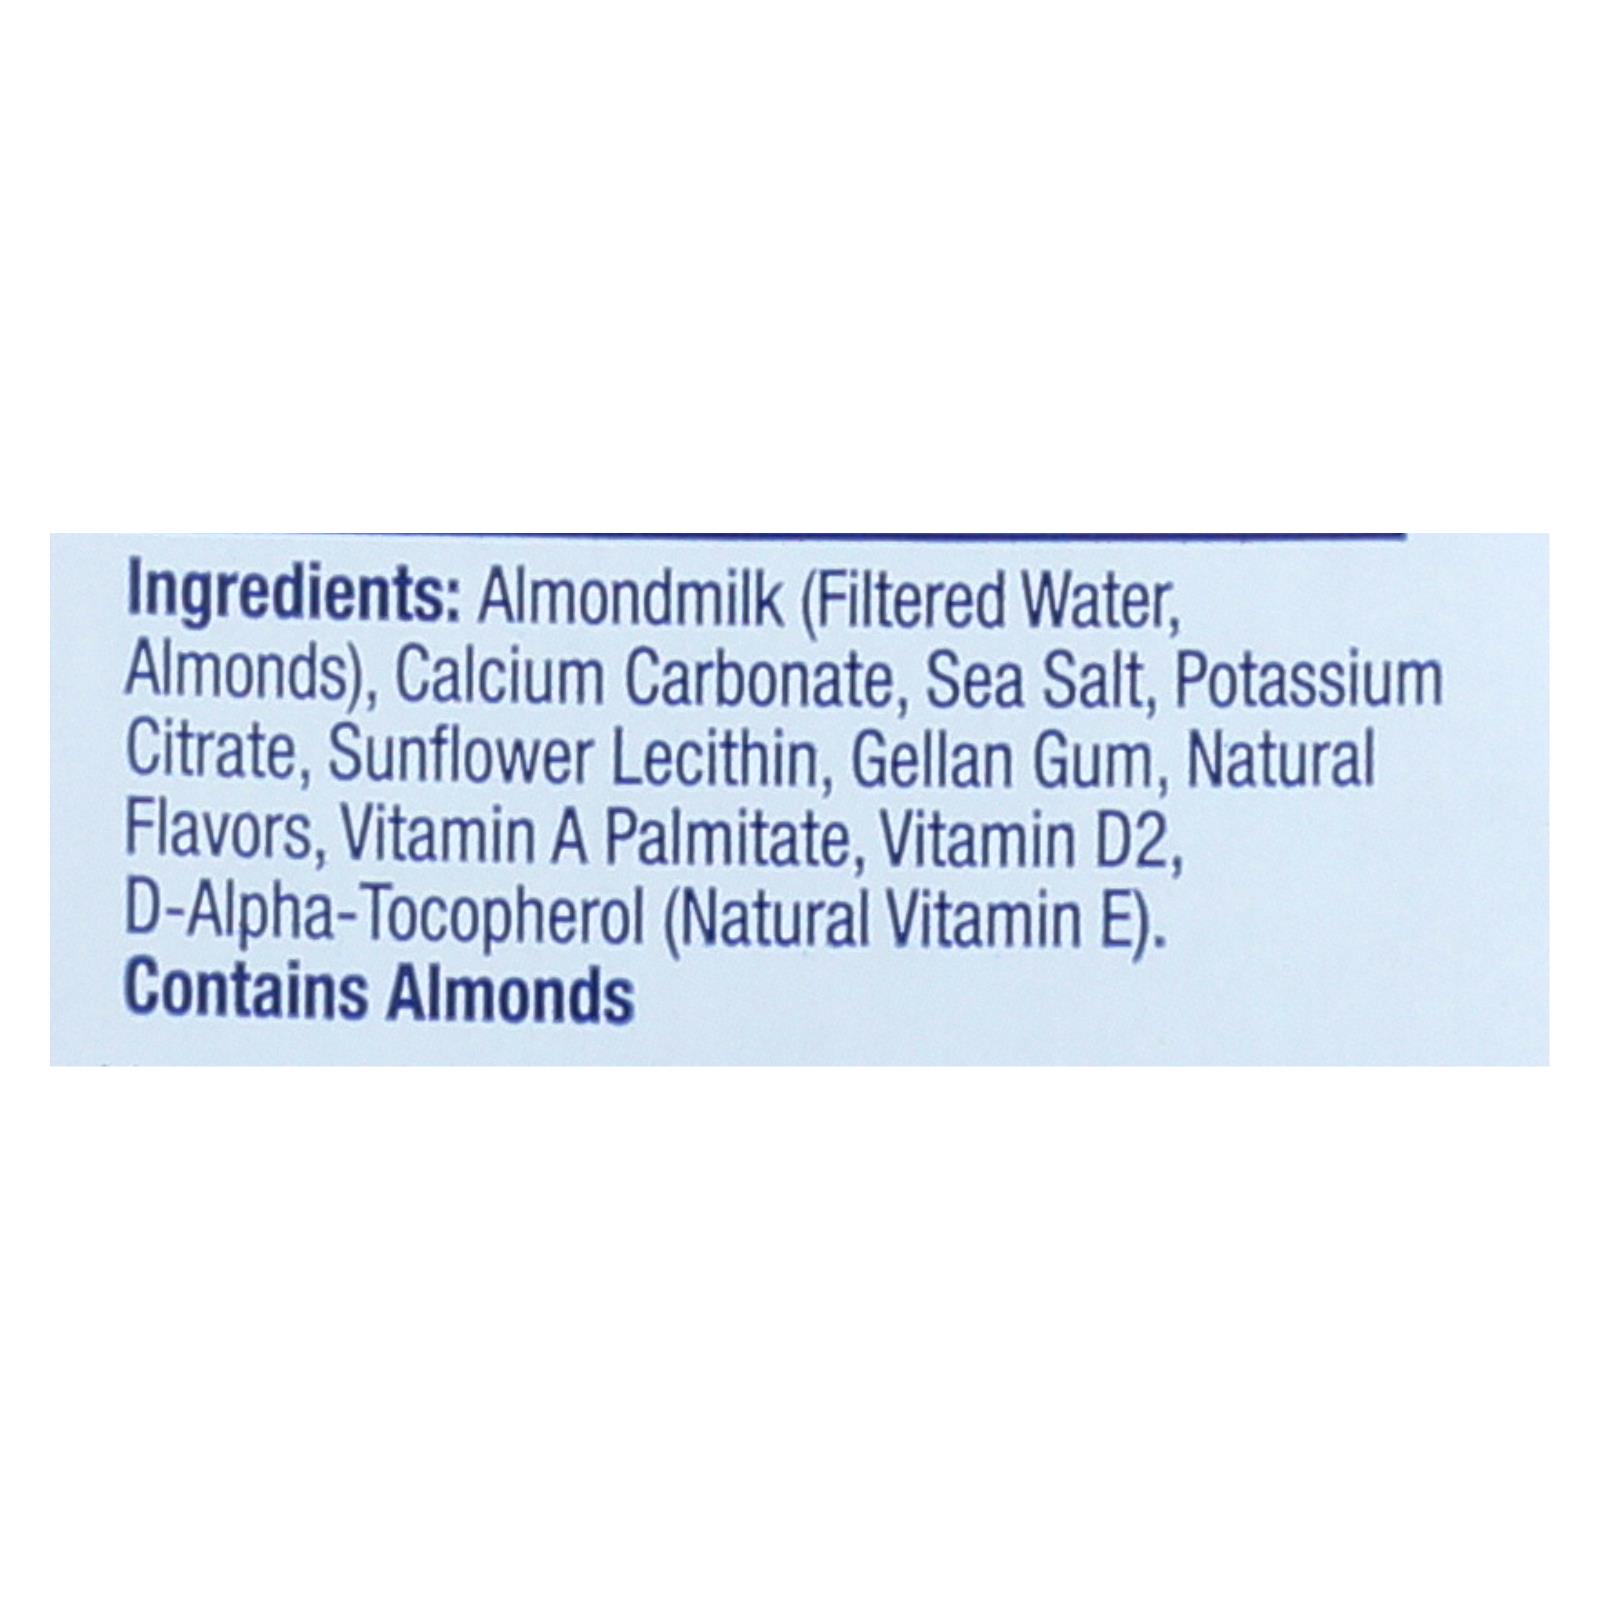 Ingredients: Almondmilk (Filtered Water,
Almonds), Calcium Carbonate, Sea Salt, Potassium
Citrate, Sunflower Lecithin, Gellan Gum, Natural
Flavors, Vitamin A Palmitate, Vitamin D2,
D-Alpha-Tocopherol (Natural Vitamin E).
Contains Almonds